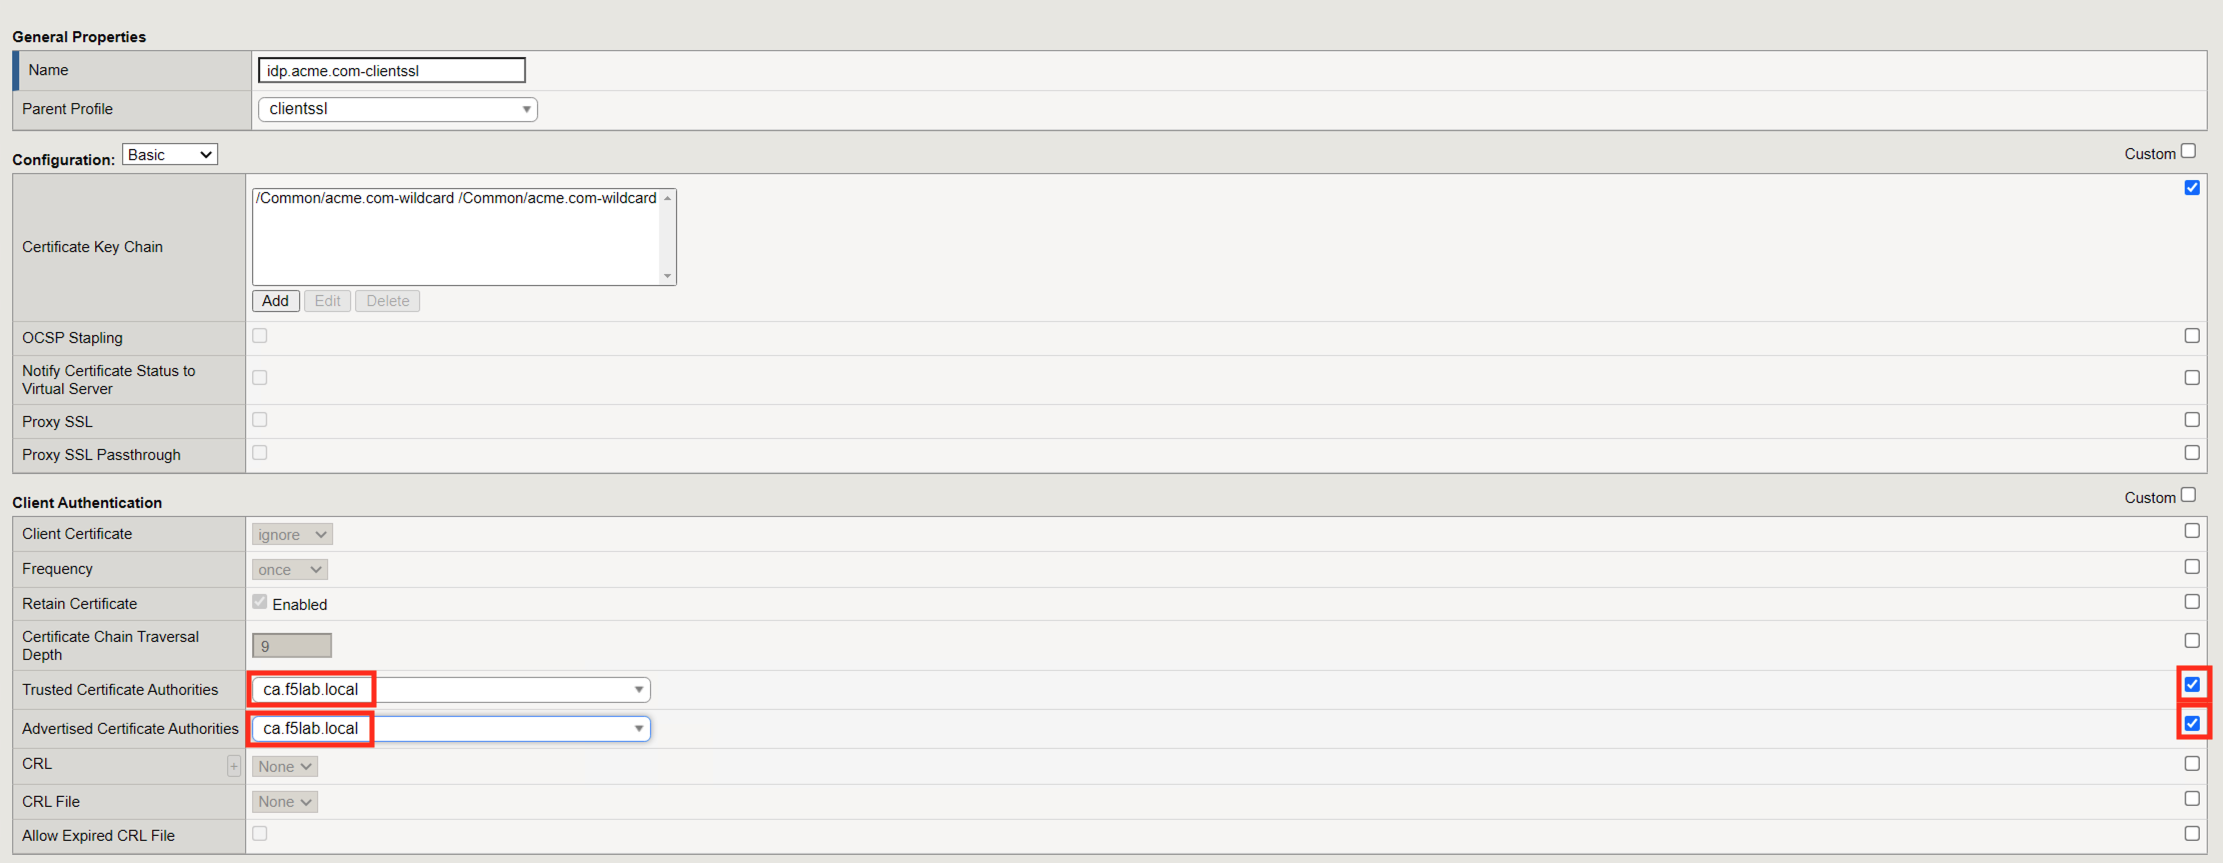 General Properties
Name
idp.acme.com-clientssl
Parent Profile
clientssl
Configuration: Basic
Custom
Certificate Key Chain
/Common/acme.com-wildcard /Common/acme.com-wildcard
Add Edit Delete
OCSP Stapling
Notify Certificate Status to
Virtual Server
Proxy SSL
Proxy SSL Passthrough
Client Authentication
Custom
Client Certificate
ignore
Frequency
once
Retain Certificate
Enabled
Certificate Chain Traversal
Depth
9
Trusted Certificate Authorities
ca.f5lab.local
Advertised Certificate Authorities
ca.f5lab.local
CRL
+
None
CRL File
None
Allow Expired CRL File